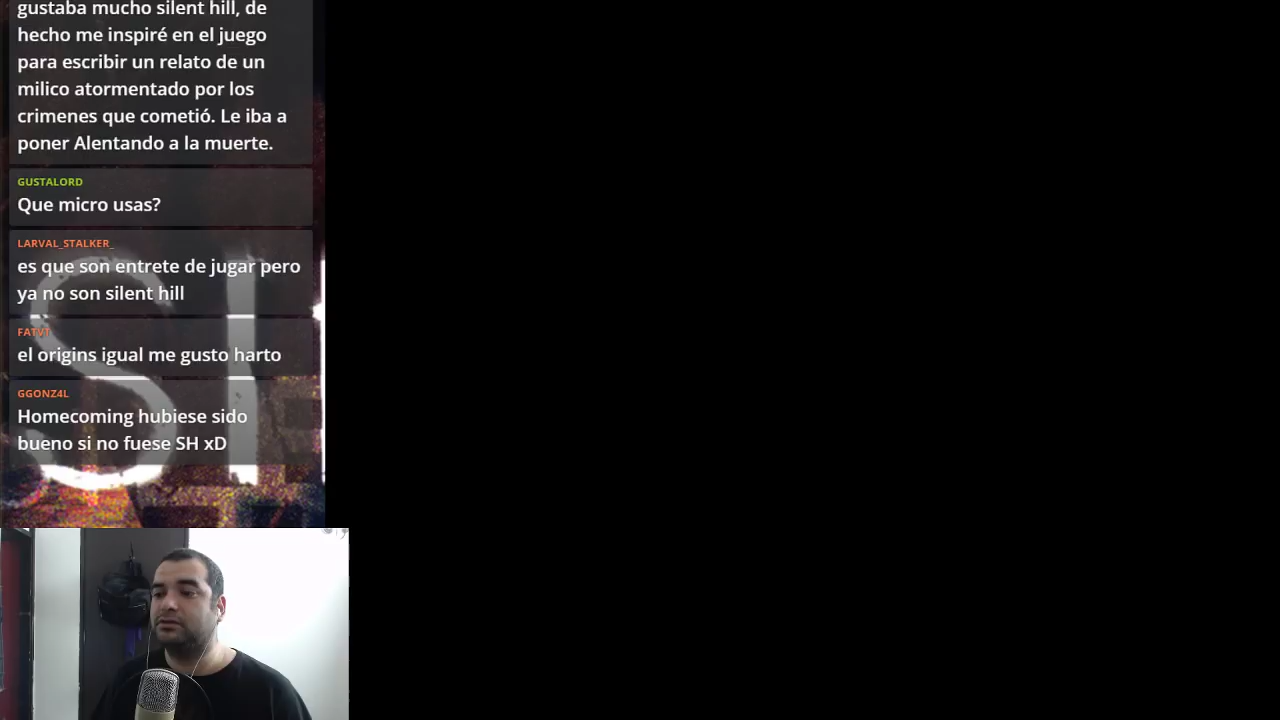 gustaba mucho silent hill, de
hecho me inspiré en el juego
para escribir un relato de un
milico atormentado por los
crimenes que cometió. Le iba a
poner Alentando a la muerte.
GUSTALORD
Que micro usas?
LARVAL_STALKER_
es que son entrete de jugar pero
ya no son silent hill
FATVT
el origins igual me gusto harto
GGONZ4L
Homecoming hubiese sido
bueno si no fuese SH xD
SI